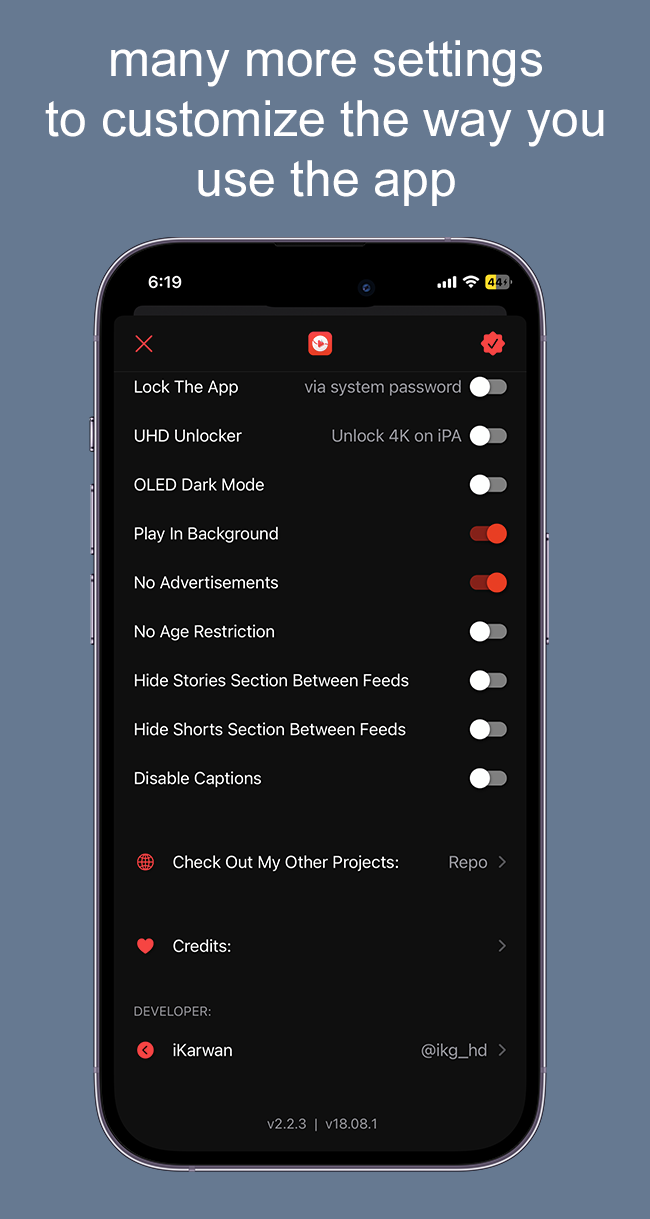 many more settings
to customize the way you
use the app
6:19
44
Lock The App via system password
UHD Unlocker Unlock 4K on iPA
OLED Dark Mode
Play In Background
No Advertisements
No Age Restriction
Hide Stories Section Between Feeds
Hide Shorts Section Between Feeds
Disable Captions
Check Out My Other Projects: Repo
Credits:
DEVELOPER:
iKarwan @ikg_hd
v2.2.3 | v18.08.1